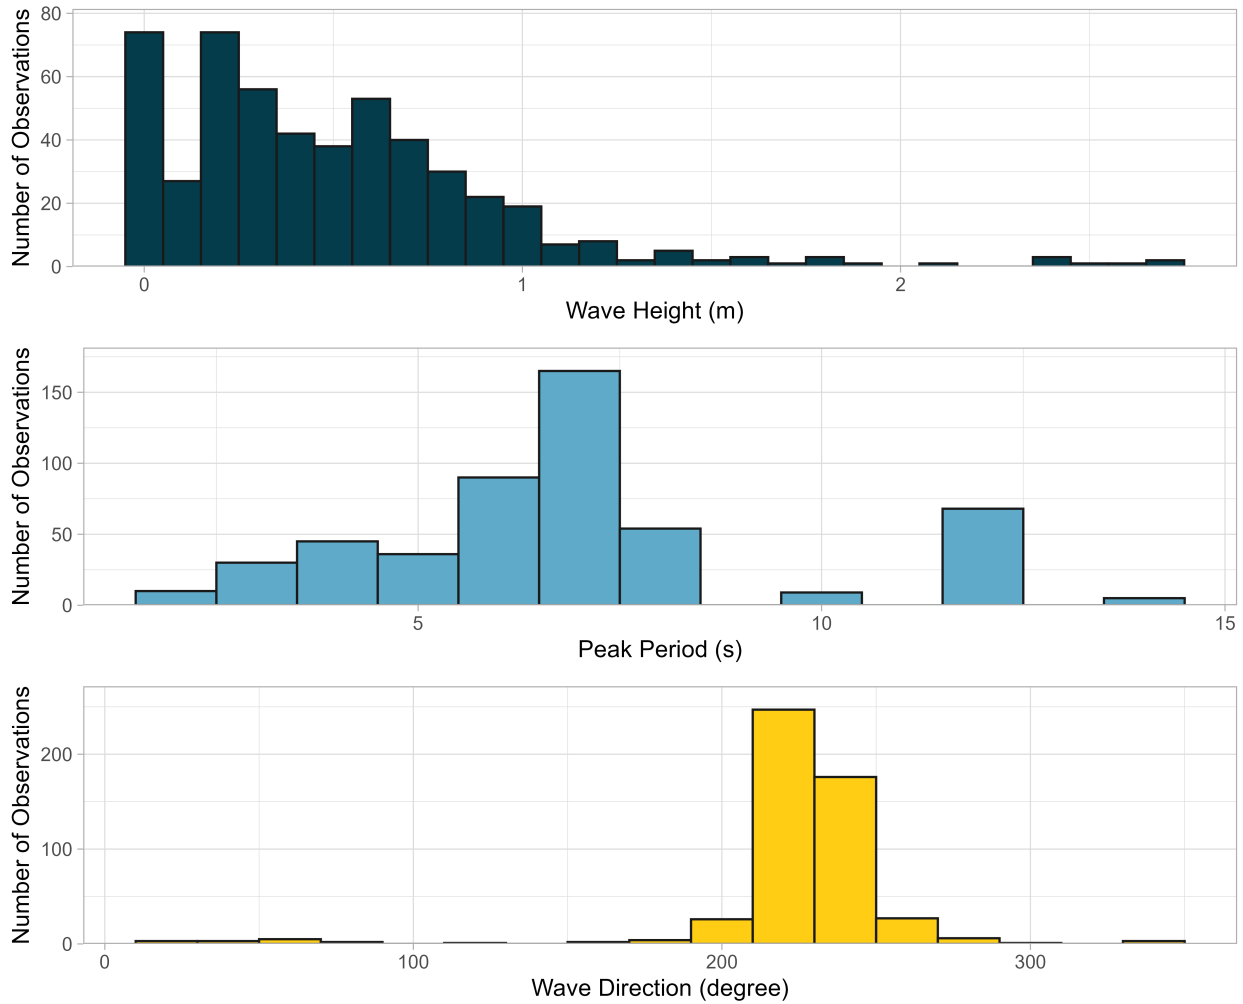 Number of Observations
80
60
40
20
0
0 1 2
Wave Height (m)
Number of Observations
150
100
50
0
5 10 15
Peak Period (s)
Number of Observations
200
100
0
0 100 200 300
Wave Direction (degree)